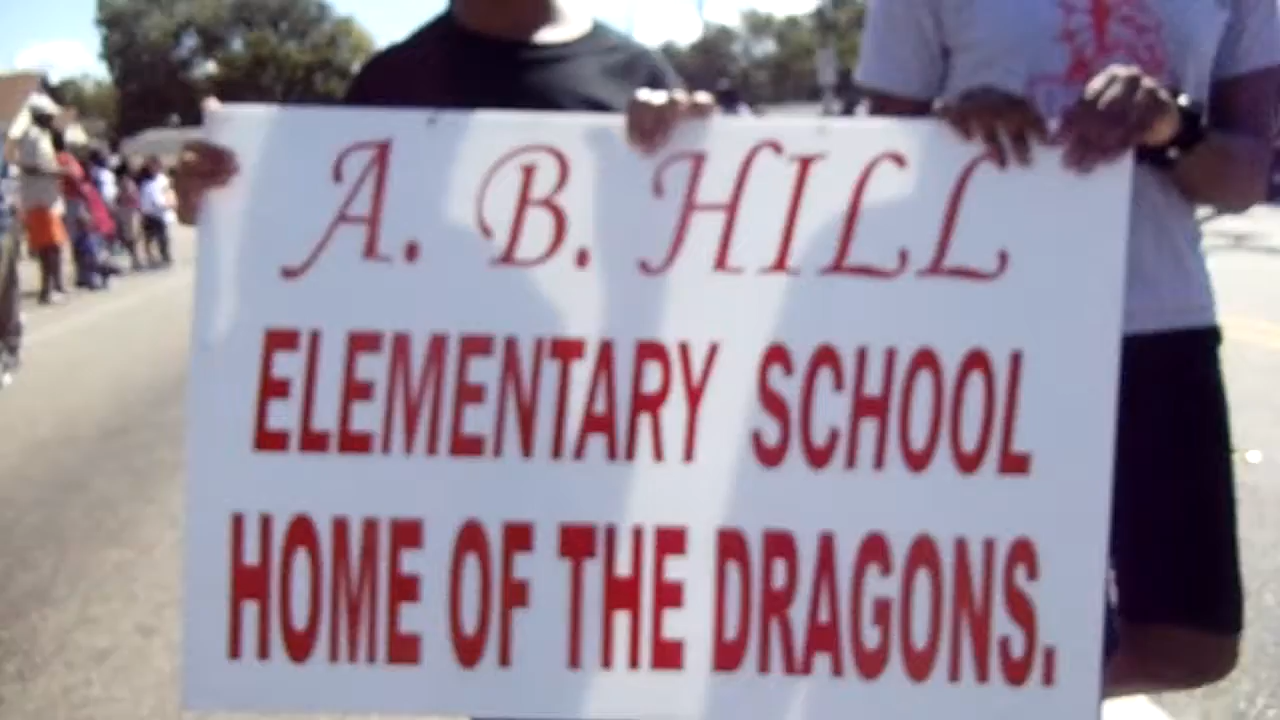 A. B. HILL
ELEMENTARY SCHOOL
HOME OF THE DRAGONS.